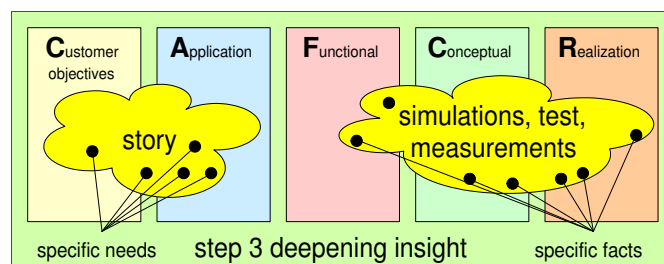 Customer
objectives
Application
Functional
Conceptual
Realization
story
simulations, test,
measurements
specific needs
step 3 deepening insight
specific facts